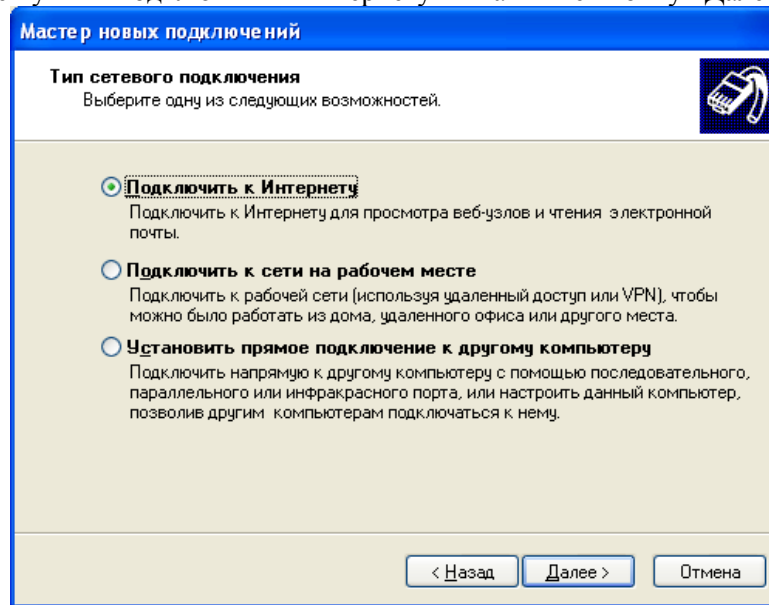 Мастер новых подключений
Тип сетевого подключения
Выберите одну из следующих возможностей.
Подключить к Интернету
Подключить к Интернету для просмотра веб-узлов и чтения электронной
почты.
Подключить к сети на рабочем месте
Подключить к рабочей сети (используя удаленный доступ или VPN), чтобы
можно было работать из дома, удаленного офиса или другого места.
Установить прямое подключение к другому компьютеру
Подключить напрямую к другому компьютеру с помощью последовательного,
параллельного или инфракрасного порта, или настроить данный компьютер,
позволив другим компьютерам подключаться к нему.
< Назад
Далее >
Отмена